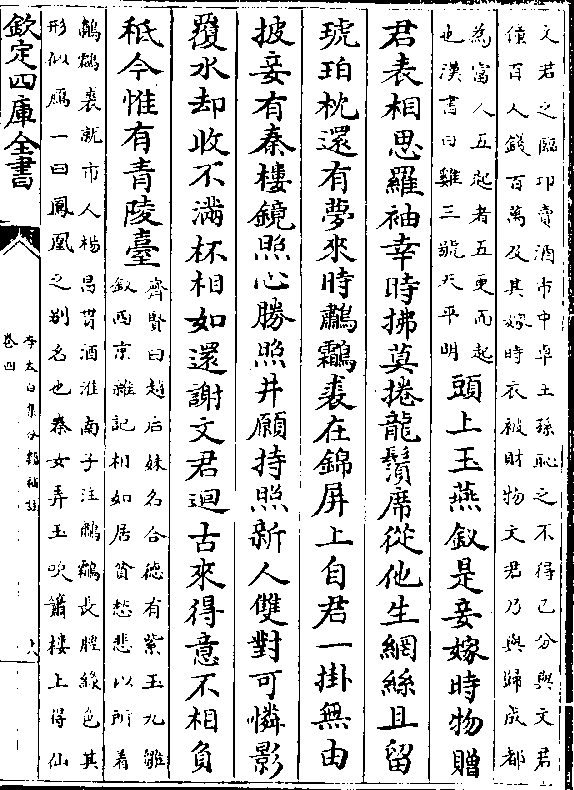 文君之臨卭賣酒市中卓王孫恥之不得已分與文君
僮百人錢百萬及其嫁時衣被財物文君乃與歸成都
為富人五起者五更而起
也漢書曰雞三號天平明
頭上玉燕釵是妾嫁時物贈
君表相思羅袖幸時拂莫捲龍鬚席從他生網絲且留
琥珀枕還有夢來時鷫鸘裘在錦屏上自君一掛無由
披妾有秦樓鏡照心勝照井願持照新人雙對可憐影
覆水却收不滿杯相如還謝文君迴古來得意不相負
秪今惟有青陵臺
齊賢曰趙后妹名合德有紫玉九雛
釵西京雜記相如居貧愁悲以所着
鷫鸘裘就市人楊昌貰酒淮南子注鷫鸘長脛綠色其
形似鴈一曰鳳凰之别名也秦女弄玉吹簫樓上得仙
欽定四庫全書
李太白集分類補註
卷四